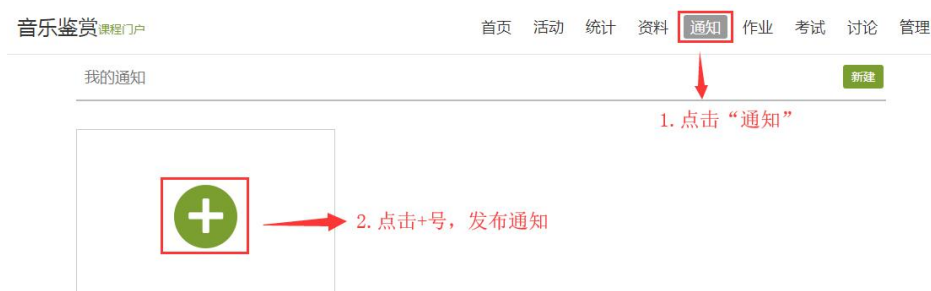 音乐鉴赏课程门户 首页 活动 统计 资料 通知 作业 考试 讨论 管理
我的通知 新建
1.点击“通知”
2.点击+号，发布通知